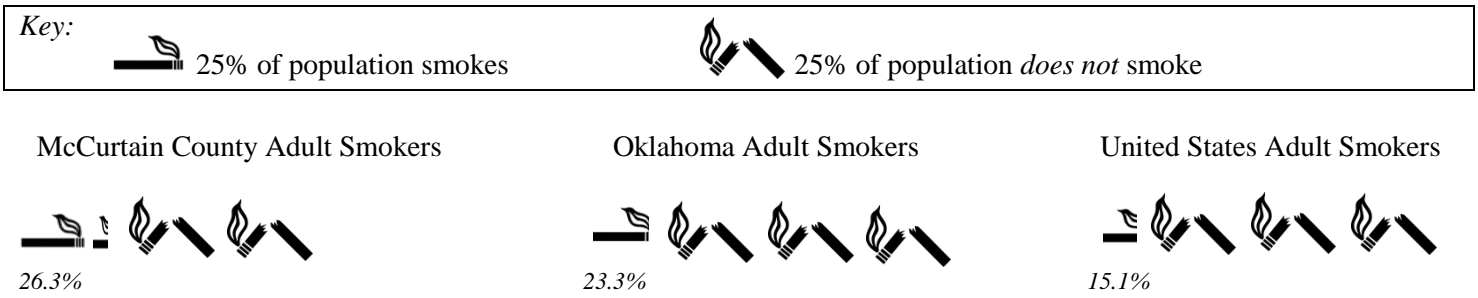 Key:
25% of population smokes 25% of population does not smoke
McCurtain County Adult Smokers Oklahoma Adult Smokers United States Adult Smokers
26.3% 23.3% 15.1%